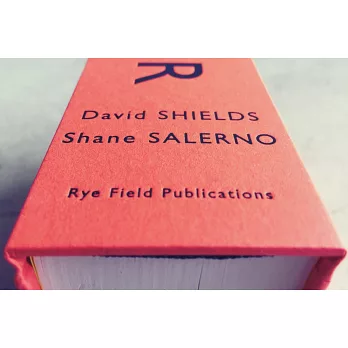 R
David SHIELDS
Shane SALERNO
Rye Field Publications